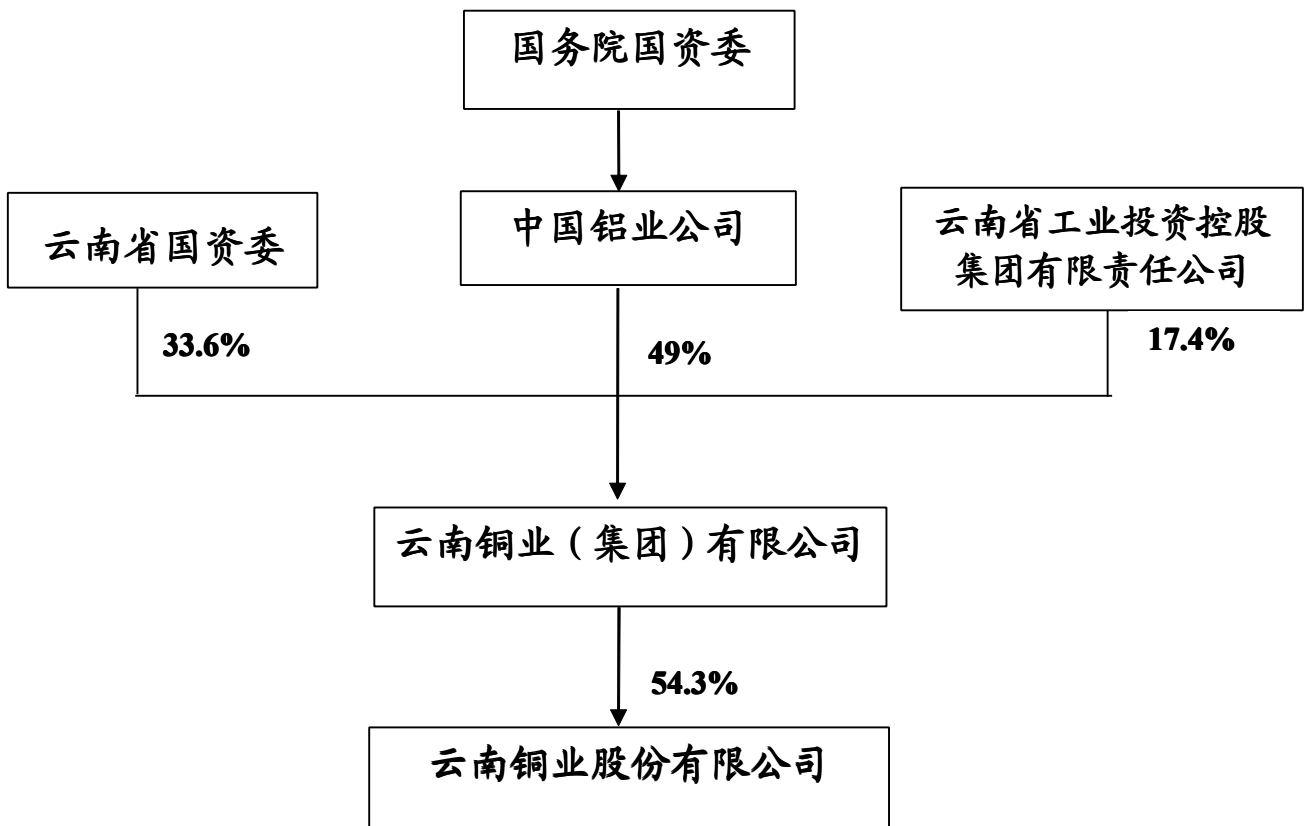 国务院国资委
云南省国资委
中国铝业公司
云南省工业投资控股
集团有限责任公司
33.6%
49%
17.4%
云南铜业（集团）有限公司
54.3%
云南铜业股份有限公司